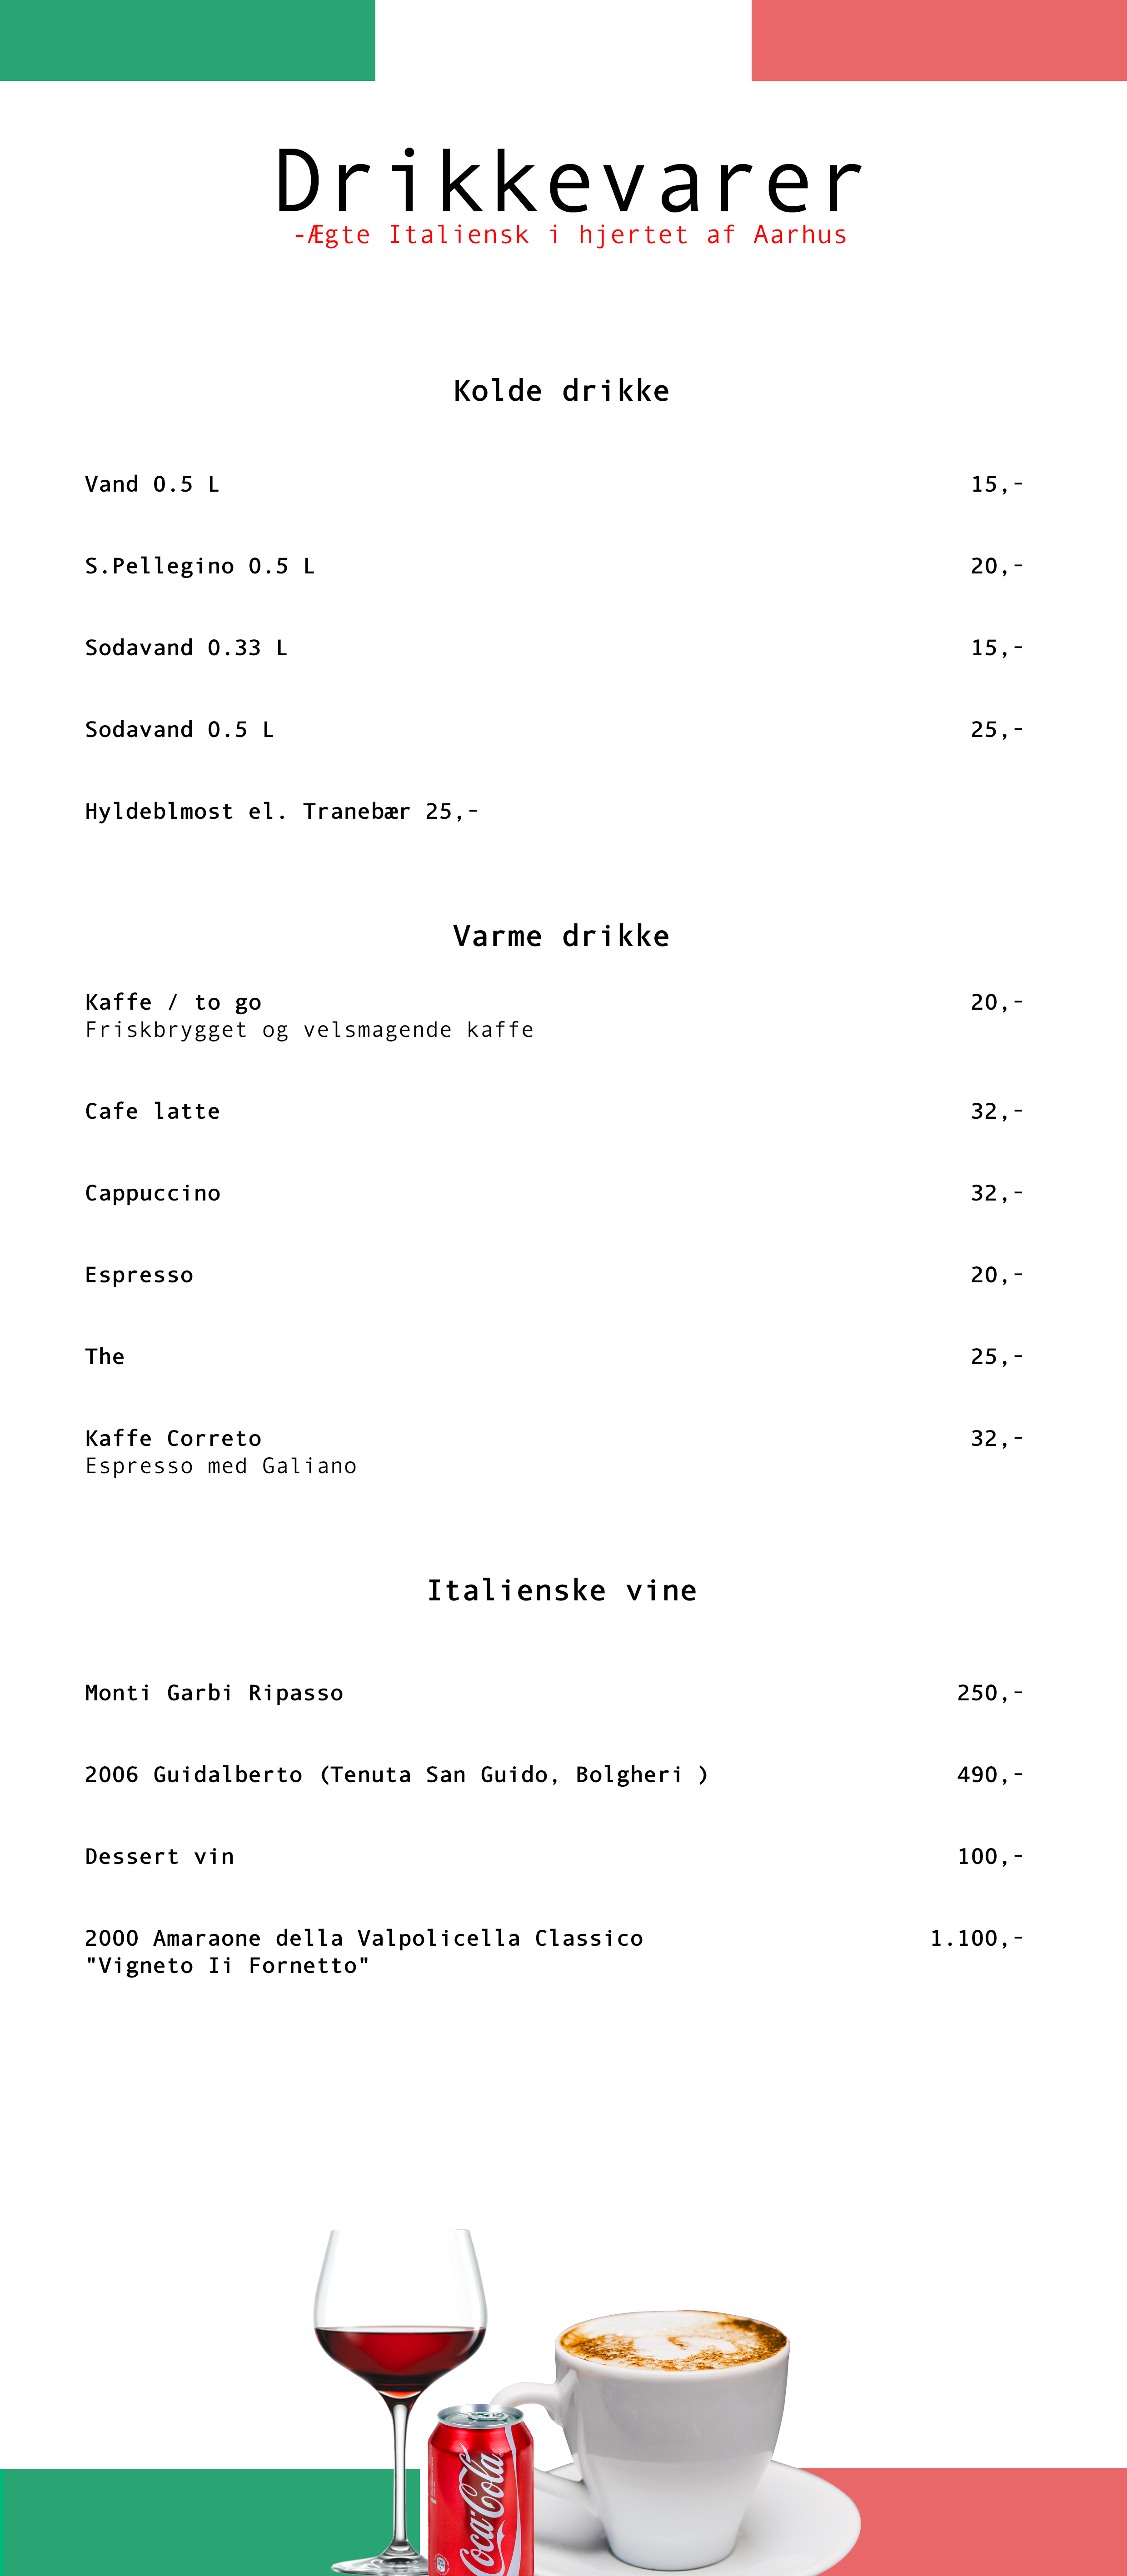 Drikkevarer
-Ægte Italiensk i hjertet af Aarhus
Kolde drikke
Vand 0.5 L 15,-
S.Pellegino 0.5 L 20,-
Sodavand 0.33 L 15,-
Sodavand 0.5 L 25,-
Hyldeblmost el. Tranebær 25,-
Varme drikke
Kaffe / to go 20,-
Friskbrygget og velsmagende kaffe
Cafe latte 32,-
Cappuccino 32,-
Espresso 20,-
The 25,-
Kaffe Correto 32,-
Espresso med Galiano
Italienske vine
Monti Garbi Ripasso 250,-
2006 Guidalberto (Tenuta San Guido, Bolgheri ) 490,-
Dessert vin 100,-
2000 Amaraone della Valpolicella Classico 1.100,-
"Vigneto Ii Fornetto"
Coca-Cola